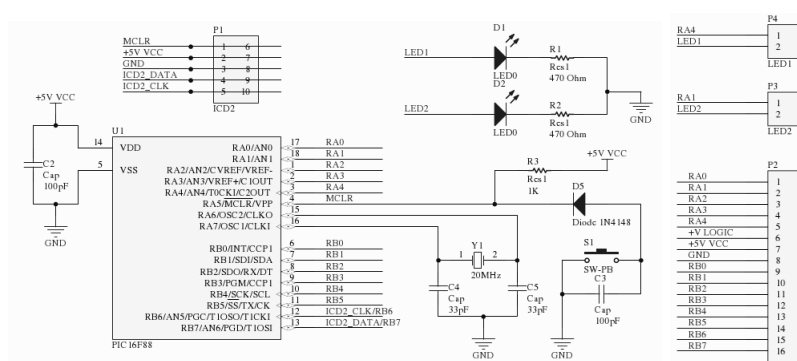 P1
MCLR 1 6
+5V VCC 2 7
GND 3 8
ICD2_DATA 4 9
ICD2_CLK 5 10
ICD2
D1
LED1
LED0
R1
Res1
470 Ohm
D2
LED2
LED0
R2
Res1
470 Ohm
GND
P4
RA4 1
LED1 2
LED1
P3
RA1 1
LED2 2
LED2
+5V VCC
C2
Cap
100pF
GND
U1
14 VDD
5 VSS
RA0/AN0 17 RA0
RA1/AN1 18 RA1
RA2/AN2/CVREF/VREF- 1 RA2
RA3/AN3/VREF+/C1OUT 2 RA3
RA4/AN4/T0CKI/C2OUT 3 RA4
RA5/MCLR/VPP 4 MCLR
RA6/OSC2/CLKO 15
RA7/OSC1/CLKI 16
RB0/INT/CCP1 6 RB0
RB1/SDI/SDA 7 RB1
RB2/SDO/RX/DT 8 RB2
RB3/PGM/CCP1 9 RB3
RB4/SCK/SCL 10 RB4
RB5/SS/TX/CK 11 RB5
RB6/AN5/PGC/T1OSO/T1CKI 12 ICD2_CLK/RB6
RB7/AN6/PGD/T1OSI 13 ICD2_DATA/RB7
PIC16F88
+5V VCC
R3
Res1
1K
D5
Diode 1N4148
Y1
1 2
20MHz
C4
Cap
33pF
C5
Cap
33pF
GND
S1
SW-PB
C3
Cap
100pF
GND
P2
RA0 1
RA1 2
RA2 3
RA3 4
RA4 5
+V LOGIC 6
+5V VCC 7
GND 8
RB0 9
RB1 10
RB2 11
RB3 12
RB4 13
RB5 14
RB6 15
RB7 16